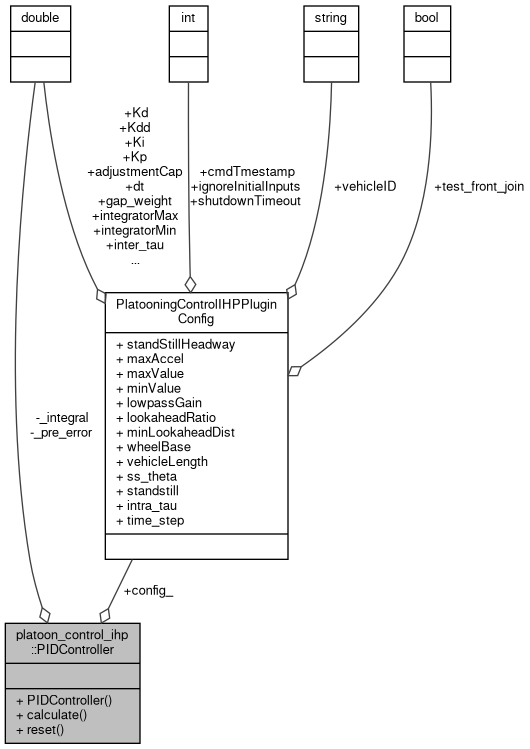 double
int
string
bool
+Kd
+Kdd
+Ki
+Kp
+adjustmentCap
+dt
+gap_weight
+integratorMax
+integratorMin
+inter_tau
...
+cmdTmestamp
+ignoreInitialInputs
+shutdownTimeout
+vehicleID
+test_front_join
PlatooningControlIHPPlugin
Config
+ standStillHeadway
+ maxAccel
+ maxValue
+ minValue
+ lowpassGain
+ lookaheadRatio
+ minLookaheadDist
+ wheelBase
+ vehicleLength
+ ss_theta
+ standstill
+ intra_tau
+ time_step
-_integral
-_pre_error
+config_
platoon_control_ihp
::PIDController
+ PIDController()
+ calculate()
+ reset()